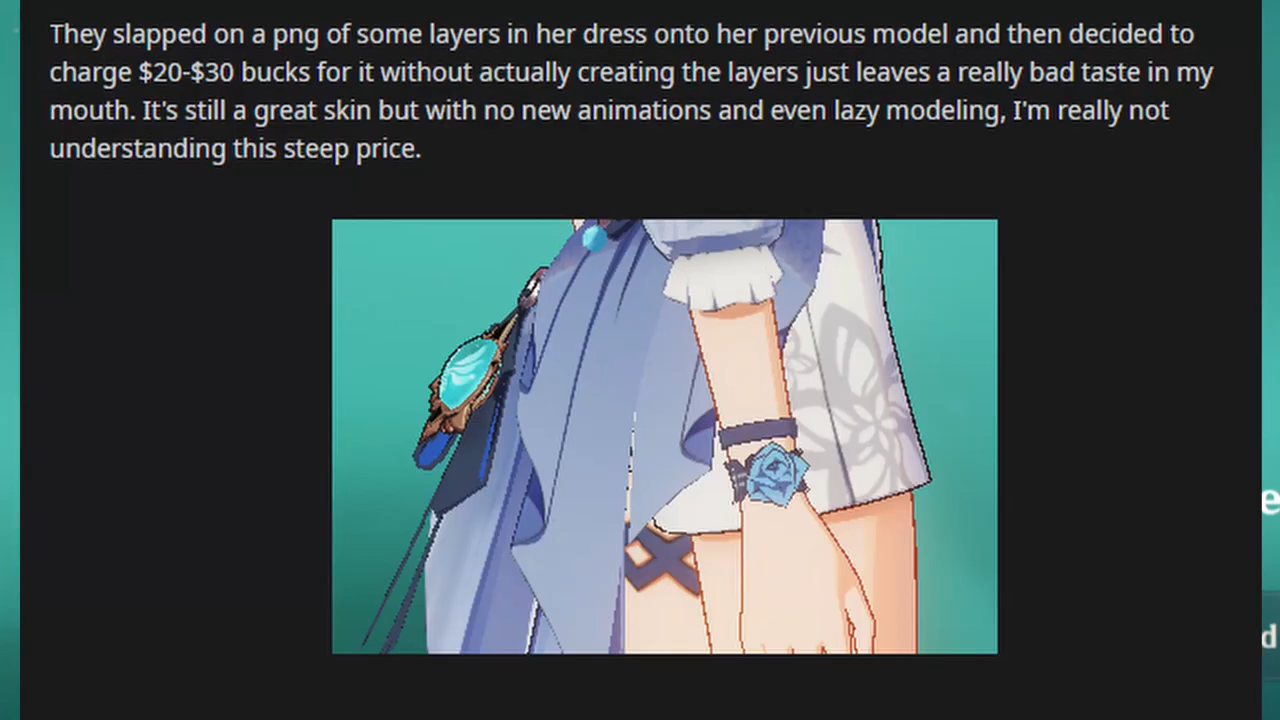 They slapped on a png of some layers in her dress onto her previous model and then decided to
charge $20-$30 bucks for it without actually creating the layers just leaves a really bad taste in my
mouth. It's still a great skin but with no new animations and even lazy modeling, I'm really not
understanding this steep price.
e
d